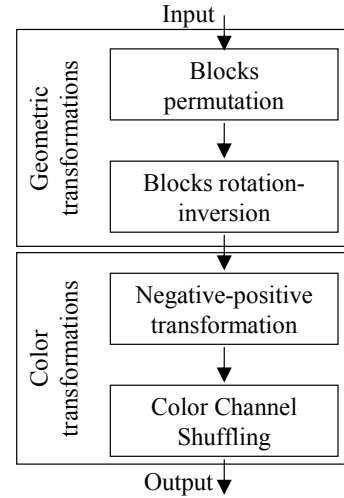 Input
Geometric
transformations
Blocks
permutation
Blocks rotation-
inversion
Color
transformations
Negative-positive
transformation
Color Channel
Shuffling
Output